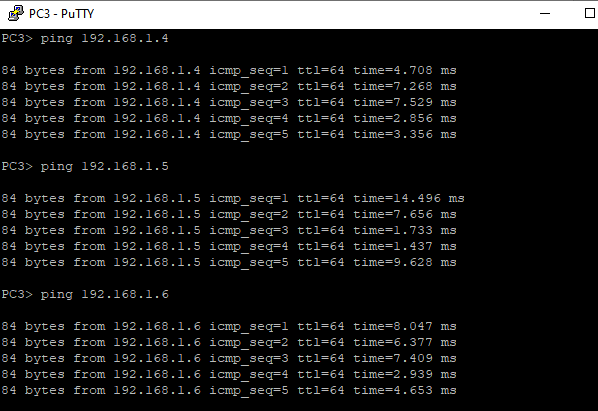 PC3 - PuTTY
PC3> ping 192.168.1.4
84 bytes from 192.168.1.4 icmp_seq=1 ttl=64 time=4.708 ms
84 bytes from 192.168.1.4 icmp_seq=2 ttl=64 time=7.268 ms
84 bytes from 192.168.1.4 icmp_seq=3 ttl=64 time=7.529 ms
84 bytes from 192.168.1.4 icmp_seq=4 ttl=64 time=2.856 ms
84 bytes from 192.168.1.4 icmp_seq=5 ttl=64 time=3.356 ms
PC3> ping 192.168.1.5
84 bytes from 192.168.1.5 icmp_seq=1 ttl=64 time=14.496 ms
84 bytes from 192.168.1.5 icmp_seq=2 ttl=64 time=7.656 ms
84 bytes from 192.168.1.5 icmp_seq=3 ttl=64 time=1.733 ms
84 bytes from 192.168.1.5 icmp_seq=4 ttl=64 time=1.437 ms
84 bytes from 192.168.1.5 icmp_seq=5 ttl=64 time=9.628 ms
PC3> ping 192.168.1.6
84 bytes from 192.168.1.6 icmp_seq=1 ttl=64 time=8.047 ms
84 bytes from 192.168.1.6 icmp_seq=2 ttl=64 time=6.377 ms
84 bytes from 192.168.1.6 icmp_seq=3 ttl=64 time=7.409 ms
84 bytes from 192.168.1.6 icmp_seq=4 ttl=64 time=2.939 ms
84 bytes from 192.168.1.6 icmp_seq=5 ttl=64 time=4.653 ms